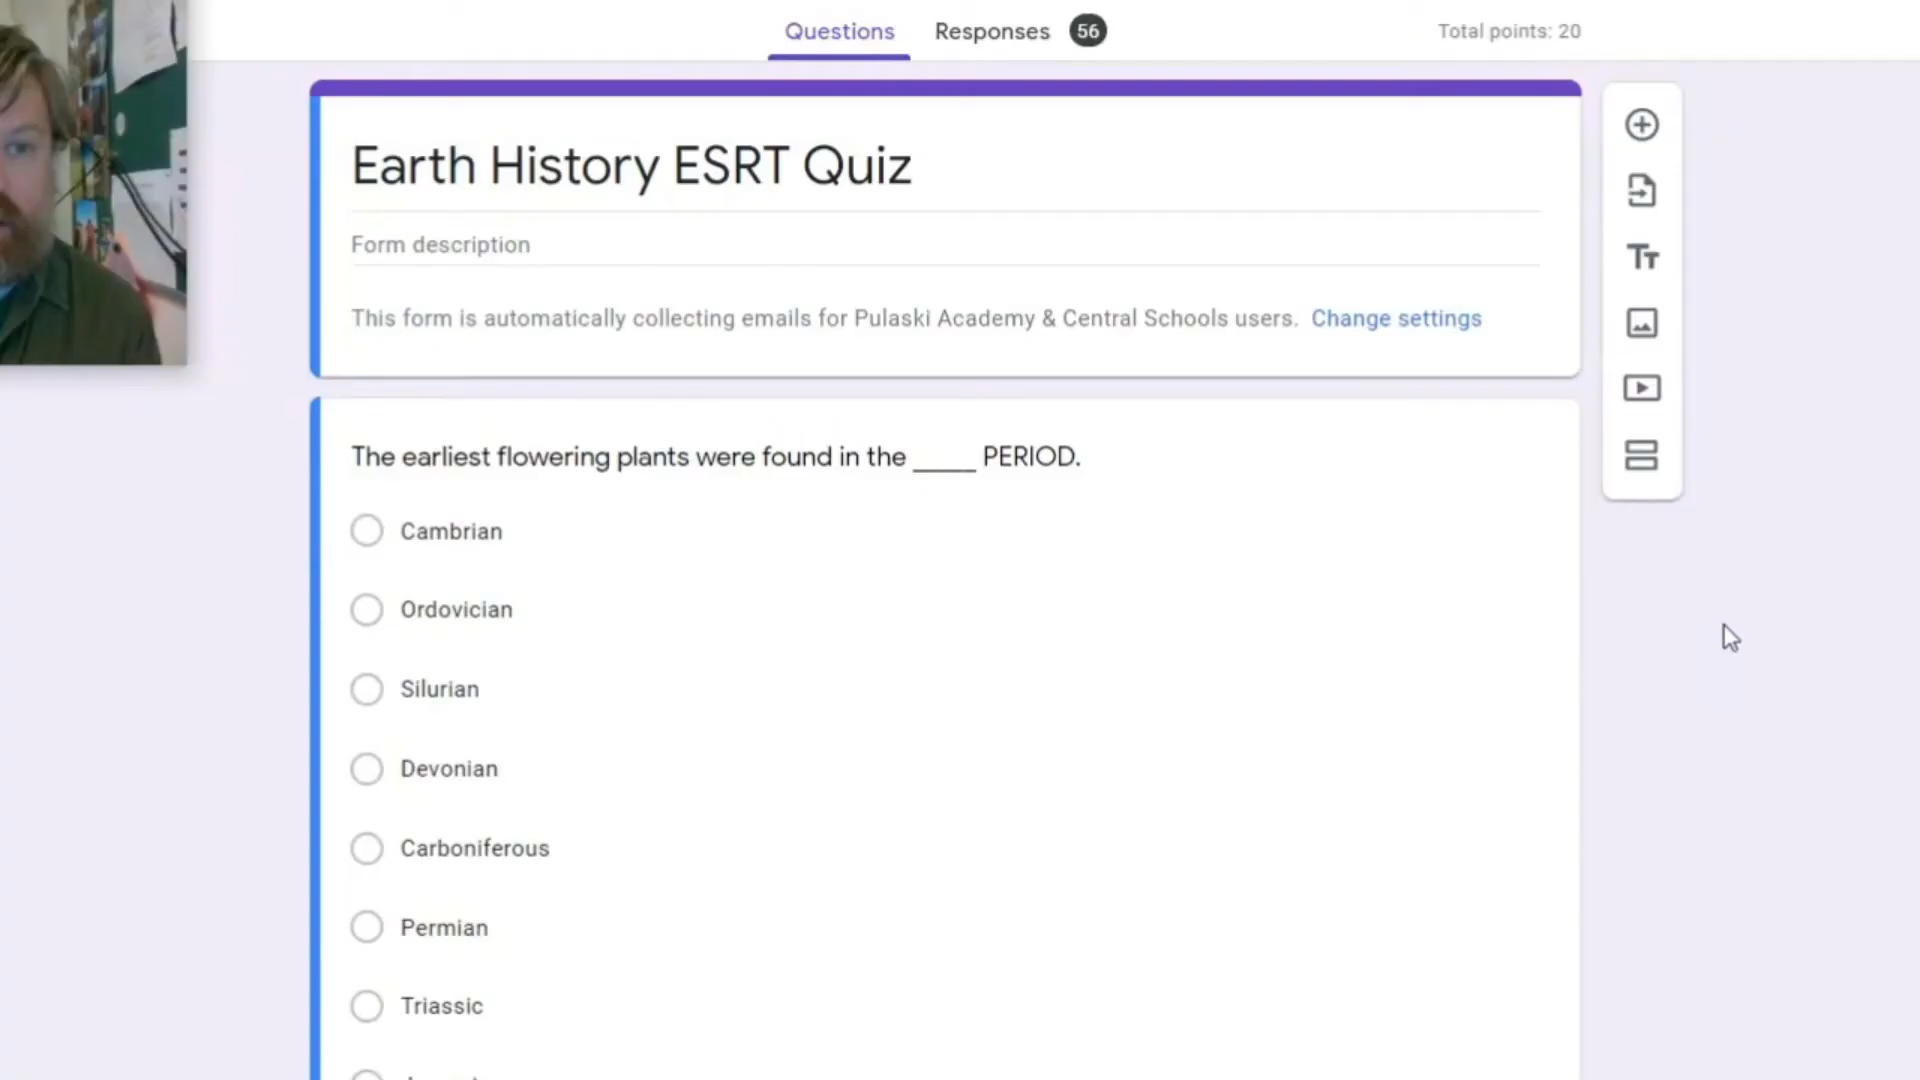 Questions Responses 56 Total points: 20
Earth History ESRT Quiz
Form description
This form is automatically collecting emails for Pulaski Academy & Central Schools users. Change settings
The earliest flowering plants were found in the _____ PERIOD.
Cambrian
Ordovician
Silurian
Devonian
Carboniferous
Permian
Triassic